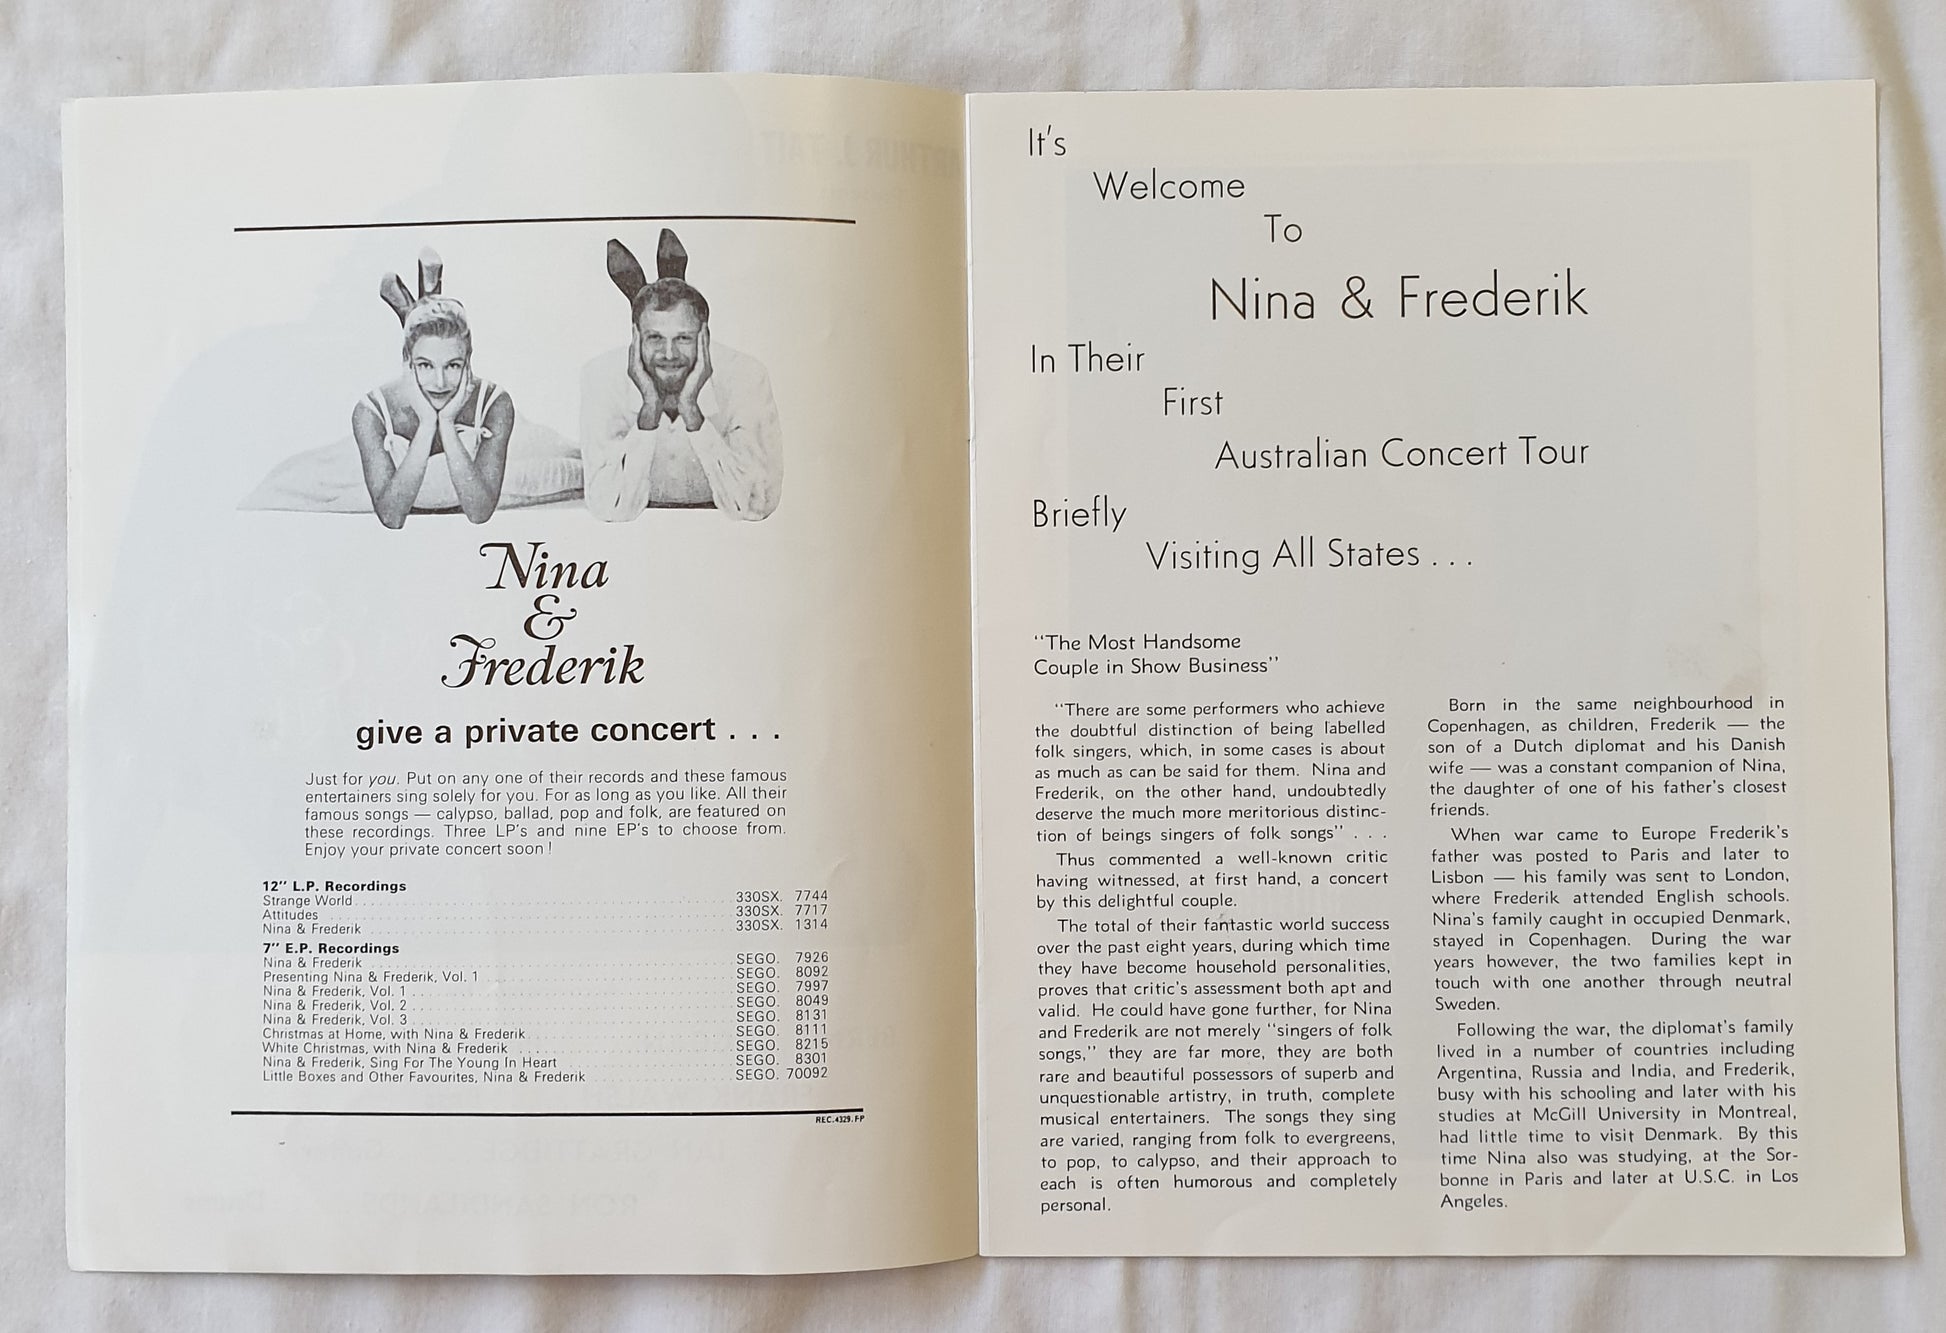 Nina
&
Frederik
give a private concert . . .
Just for you. Put on any one of their records and these famous
entertainers sing solely for you. For as long as you like. All their
famous songs — calypso, ballad, pop and folk, are featured on
these recordings. Three LP's and nine EP's to choose from.
Enjoy your private concert soon!
12" L.P. Recordings
Strange World 330SX. 7744
Attitudes 330SX. 7717
Nina & Frederik 330SX. 1314
7" E.P. Recordings
Nina & Frederik SEGO. 7926
Presenting Nina & Frederik, Vol. 1 SEGO. 8092
Nina & Frederik, Vol. 1 SEGO. 7997
Nina & Frederik, Vol. 2 SEGO. 8049
Nina & Frederik, Vol. 3 SEGO. 8131
Christmas at Home, with Nina & Frederik SEGO. 8111
White Christmas, with Nina & Frederik SEGO. 8215
Nina & Frederik, Sing For The Young In Heart SEGO. 8301
Little Boxes and Other Favourites, Nina & Frederik SEGO. 70092
REC.4329.FP
It's
Welcome
To
Nina & Frederik
In Their
First
Australian Concert Tour
Briefly
Visiting All States . . .
"The Most Handsome
Couple in Show Business"
"There are some performers who achieve
the doubtful distinction of being labelled
folk singers, which, in some cases is about
as much as can be said for them. Nina and
Frederik, on the other hand, undoubtedly
deserve the much more meritorious distinc-
tion of beings singers of folk songs" . . .
Thus commented a well-known critic
having witnessed, at first hand, a concert
by this delightful couple.
The total of their fantastic world success
over the past eight years, during which time
they have become household personalities,
proves that critic's assessment both apt and
valid. He could have gone further, for Nina
and Frederik are not merely "singers of folk
songs," they are far more, they are both
rare and beautiful possessors of superb and
unquestionable artistry, in truth, complete
musical entertainers. The songs they sing
are varied, ranging from folk to evergreens,
to pop, to calypso, and their approach to
each is often humorous and completely
personal.
Born in the same neighbourhood in
Copenhagen, as children, Frederik — the
son of a Dutch diplomat and his Danish
wife — was a constant companion of Nina,
the daughter of one of his father's closest
friends.
When war came to Europe Frederik's
father was posted to Paris and later to
Lisbon — his family was sent to London,
where Frederik attended English schools.
Nina's family caught in occupied Denmark,
stayed in Copenhagen. During the war
years however, the two families kept in
touch with one another through neutral
Sweden.
Following the war, the diplomat's family
lived in a number of countries including
Argentina, Russia and India, and Frederik,
busy with his schooling and later with his
studies at McGill University in Montreal,
had little time to visit Denmark. By this
time Nina also was studying, at the Sor-
bonne in Paris and later at U.S.C. in Los
Angeles.